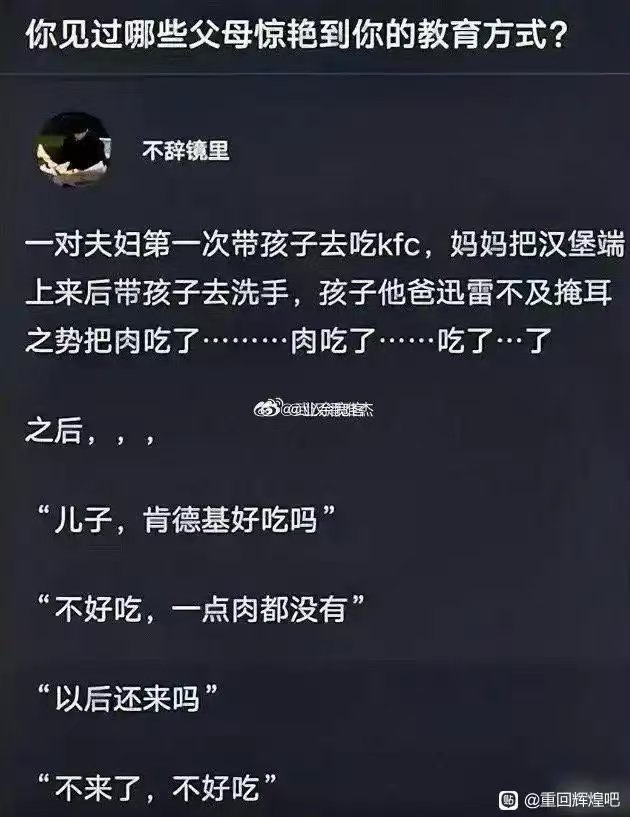 你见过哪些父母惊艳到你的教育方式？
不辞镜里
一对夫妇第一次带孩子去吃kfc，妈妈把汉堡端
上来后带孩子去洗手，孩子他爸迅雷不及掩耳
之势把肉吃了………肉吃了……吃了…了
之后，，，
“儿子，肯德基好吃吗”
“不好吃，一点肉都没有”
“以后还来吗”
“不来了，不好吃”
贴 @重回辉煌吧